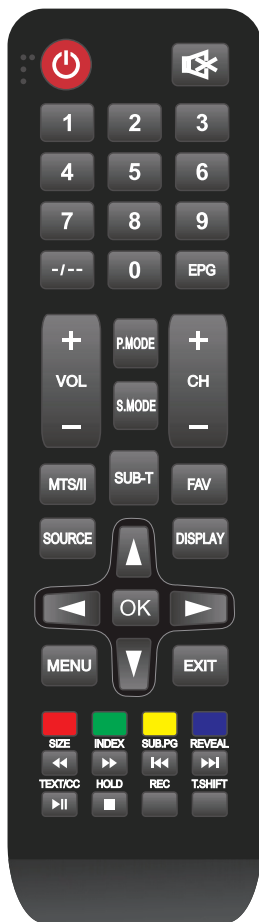 1 2 3
4 5 6
7 8 9
-/-- 0 EPG
+ P.MODE +
VOL CH
- S.MODE -
MTS/II SUB-T FAV
SOURCE DISPLAY
OK
MENU EXIT
SIZE INDEX SUB.PG REVEAL
TEXT/CC HOLD REC T.SHIFT